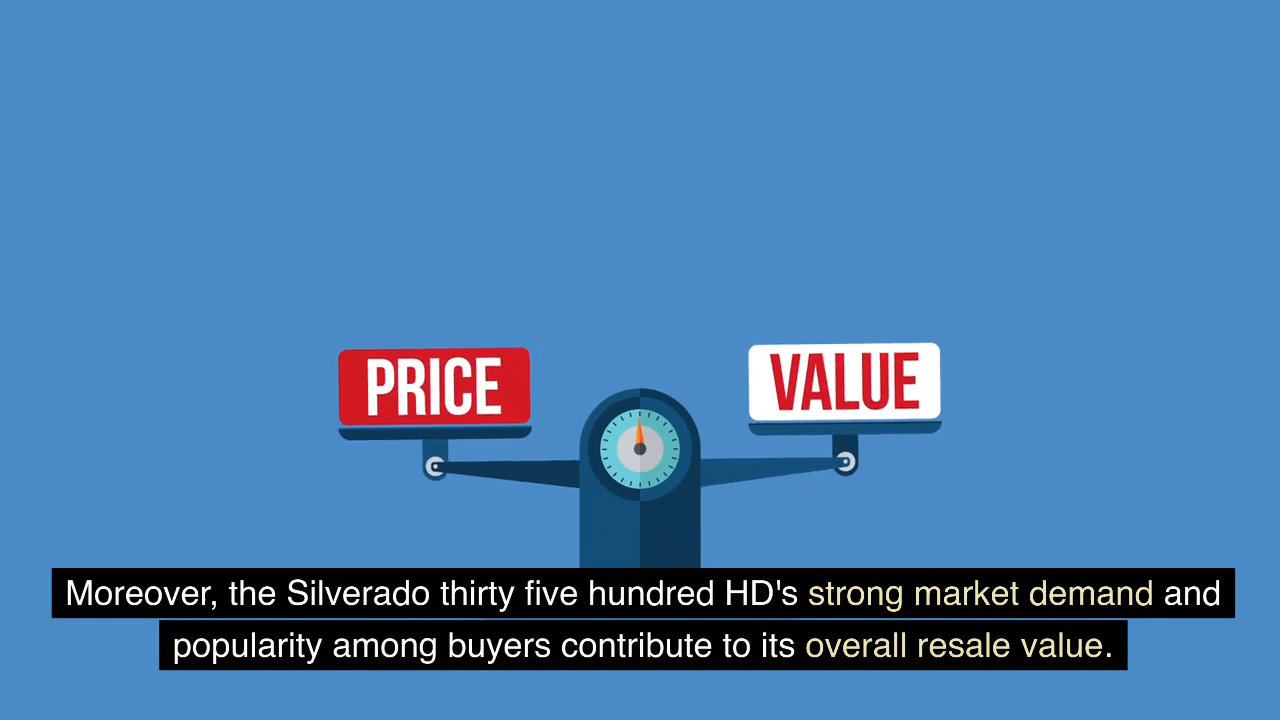 PRICE
VALUE
Moreover, the Silverado thirty five hundred HD's strong market demand and
popularity among buyers contribute to its overall resale value.